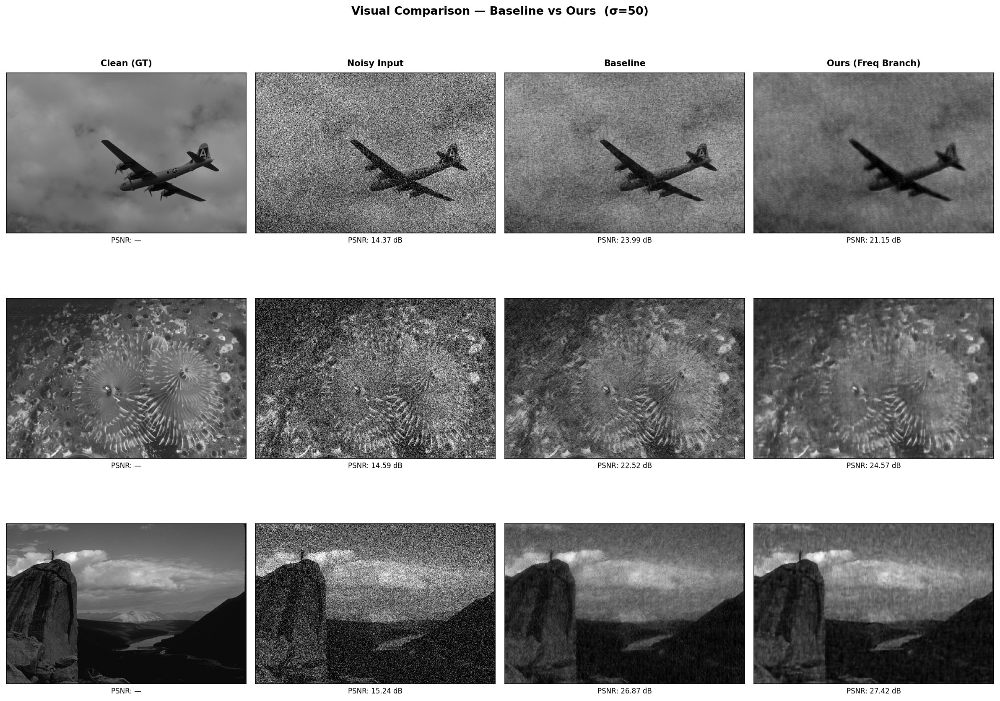 Visual Comparison — Baseline vs Ours (σ=50)
Clean (GT)
Noisy Input
Baseline
Ours (Freq Branch)
A
PSNR: —
PSNR: 14.37 dB
PSNR: 23.99 dB
PSNR: 21.15 dB
PSNR: —
PSNR: 14.59 dB
PSNR: 22.52 dB
PSNR: 24.57 dB
PSNR: —
PSNR: 15.24 dB
PSNR: 26.87 dB
PSNR: 27.42 dB